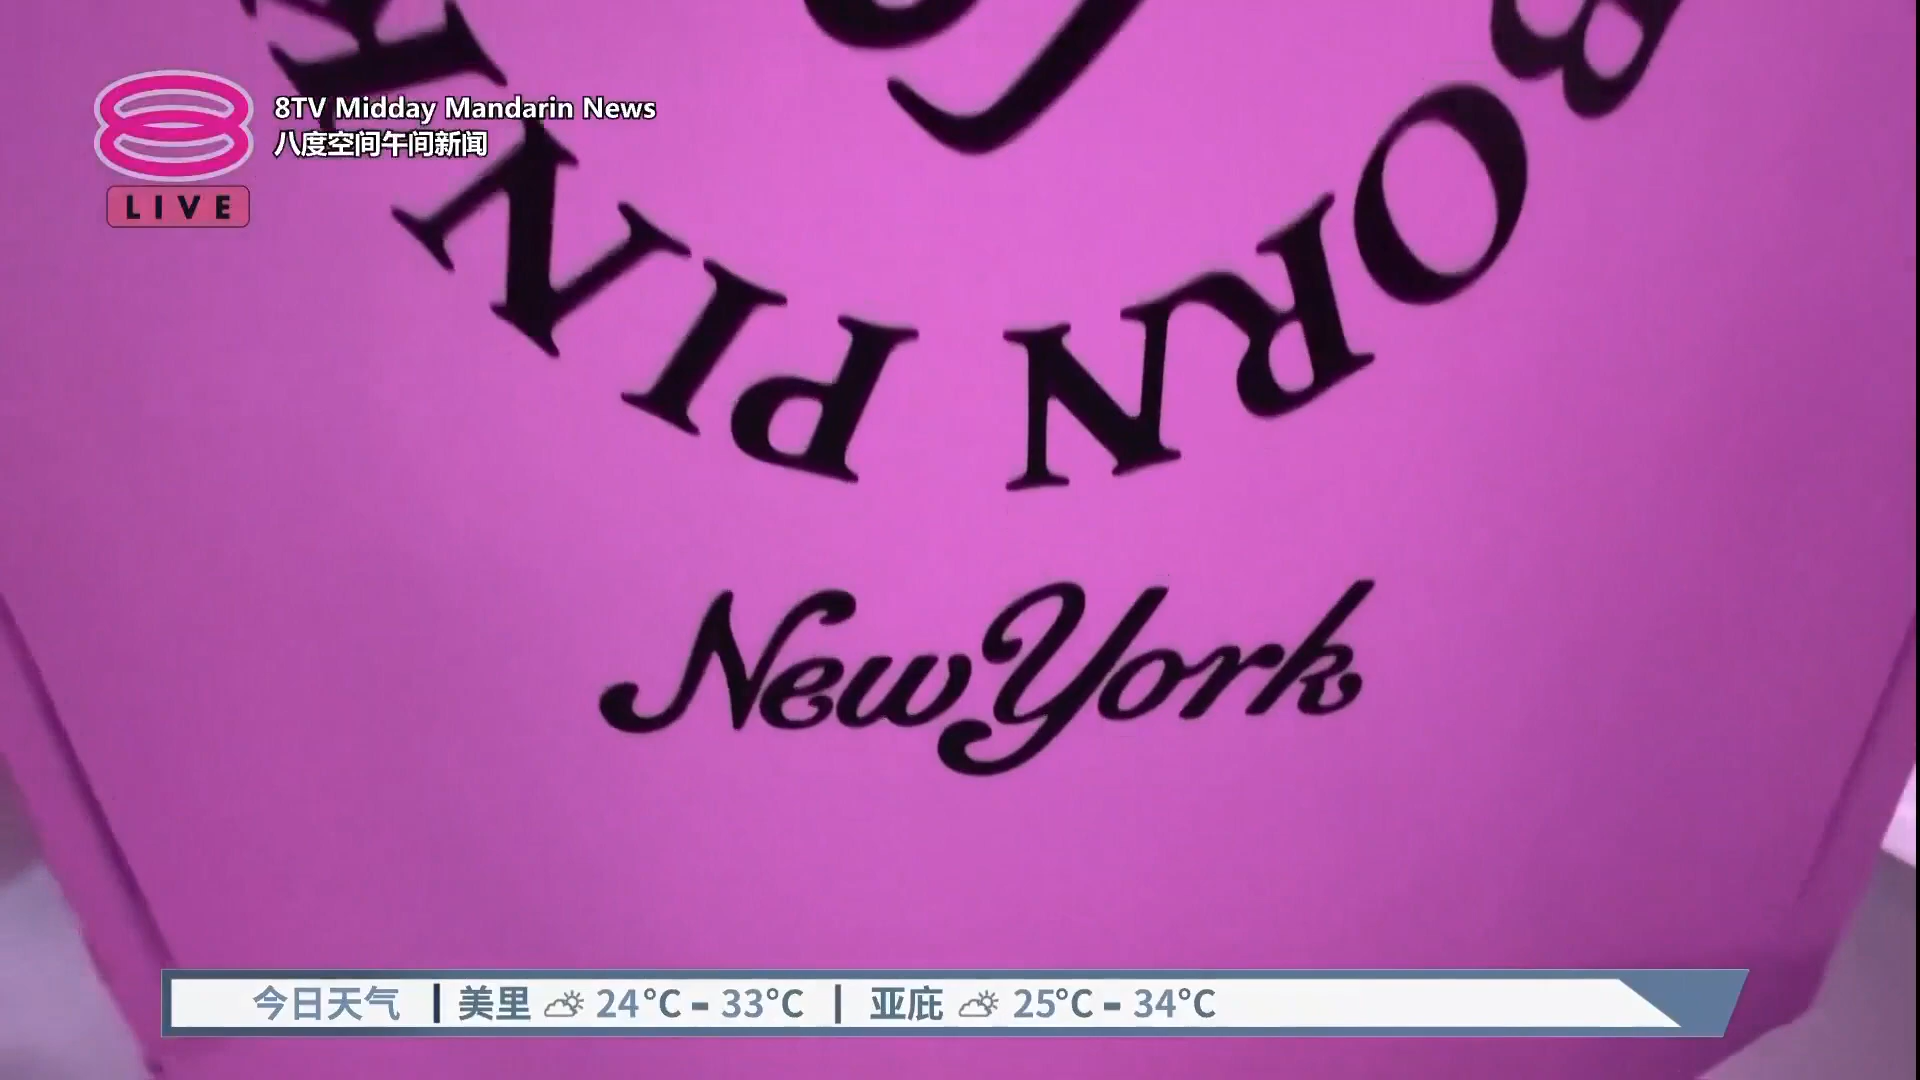 8TV Midday Mandarin News
八度空间午间新闻
LIVE
BORN PINK
New York
今日天气 | 美里 24°C - 33°C | 亚庇 25°C - 34°C